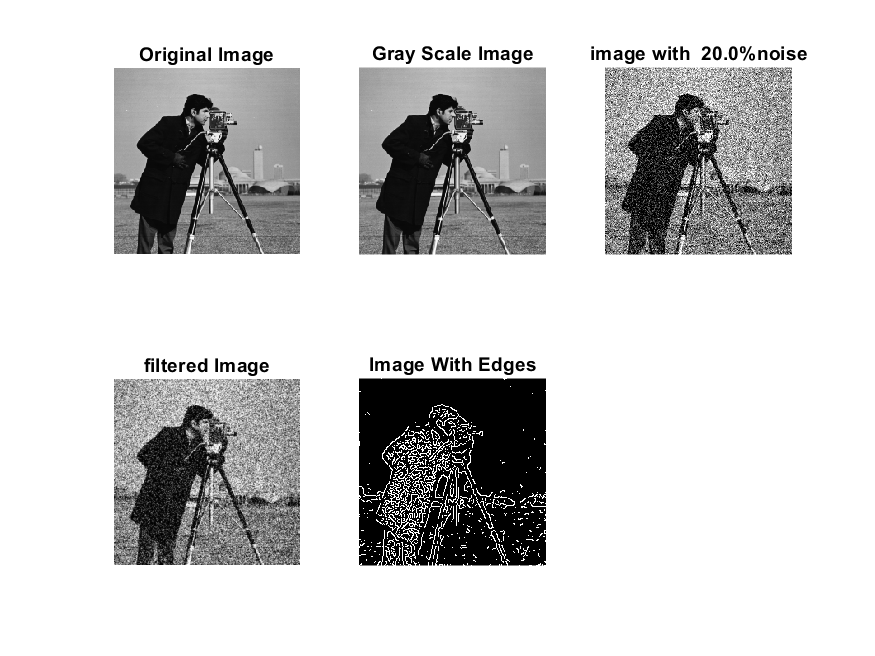 Original Image
Gray Scale Image
image with  20.0%noise
filtered Image
Image With Edges